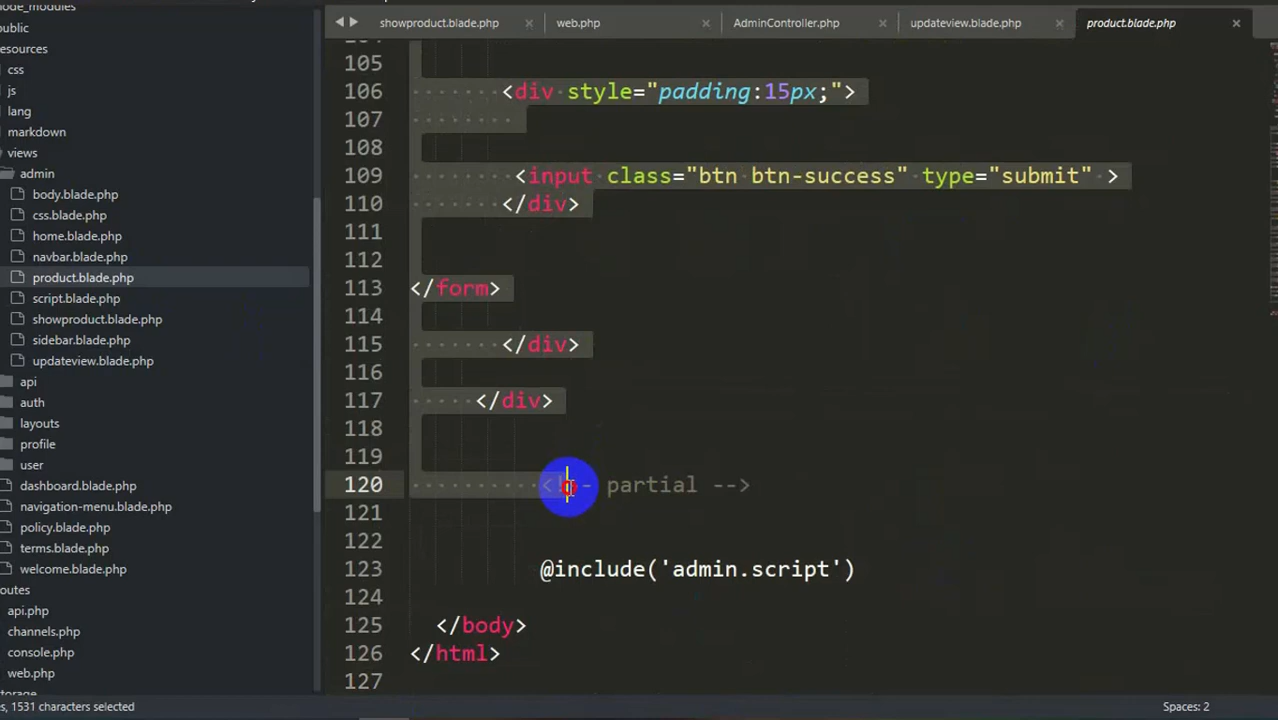 node_modules
public
resources
css
js
lang
markdown
views
admin
body.blade.php
css.blade.php
home.blade.php
navbar.blade.php
product.blade.php
script.blade.php
showproduct.blade.php
sidebar.blade.php
updateview.blade.php
api
auth
layouts
profile
user
dashboard.blade.php
navigation-menu.blade.php
policy.blade.php
terms.blade.php
welcome.blade.php
outes
api.php
channels.php
console.php
web.php
storage
showproduct.blade.php × web.php × AdminController.php × updateview.blade.php × product.blade.php ×
105
106 <div style="padding:15px;">
107
108
109 <input class="btn btn-success" type="submit" >
110 </div>
111
112
113 </form>
114
115 </div>
116
117 </div>
118
119
120 <!-- partial -->
121
122
123 @include('admin.script')
124
125 </body>
126 </html>
127
s, 1531 characters selected
Spaces: 2